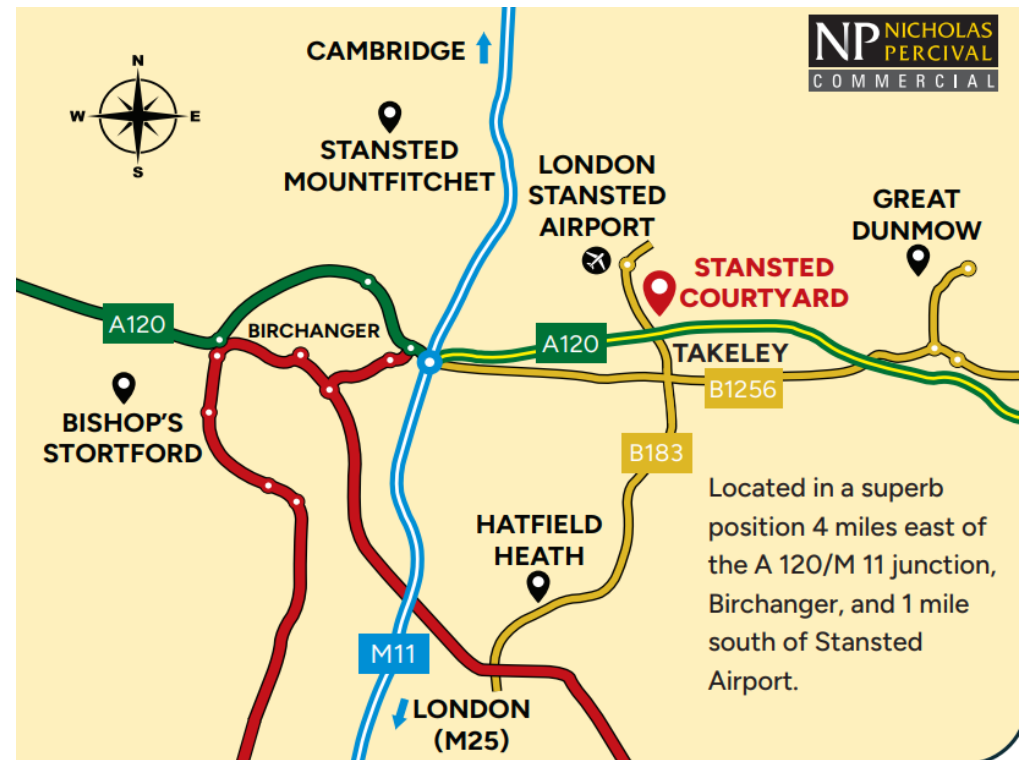 NP NICHOLAS
PERCIVAL
COMMERCIAL
CAMBRIDGE
N
W
E
S
STANSTED
MOUNTFITCHET
LONDON
STANSTED
AIRPORT
GREAT
DUNMOW
STANSTED
COURTYARD
A120
BIRCHANGER
A120
TAKELEY
B1256
BISHOP'S
STORTFORD
B183
HATFIELD
HEATH
Located in a superb
position 4 miles east of
the A 120/M 11 junction,
Birchanger, and 1 mile
south of Stansted
Airport.
M11
LONDON
(M25)